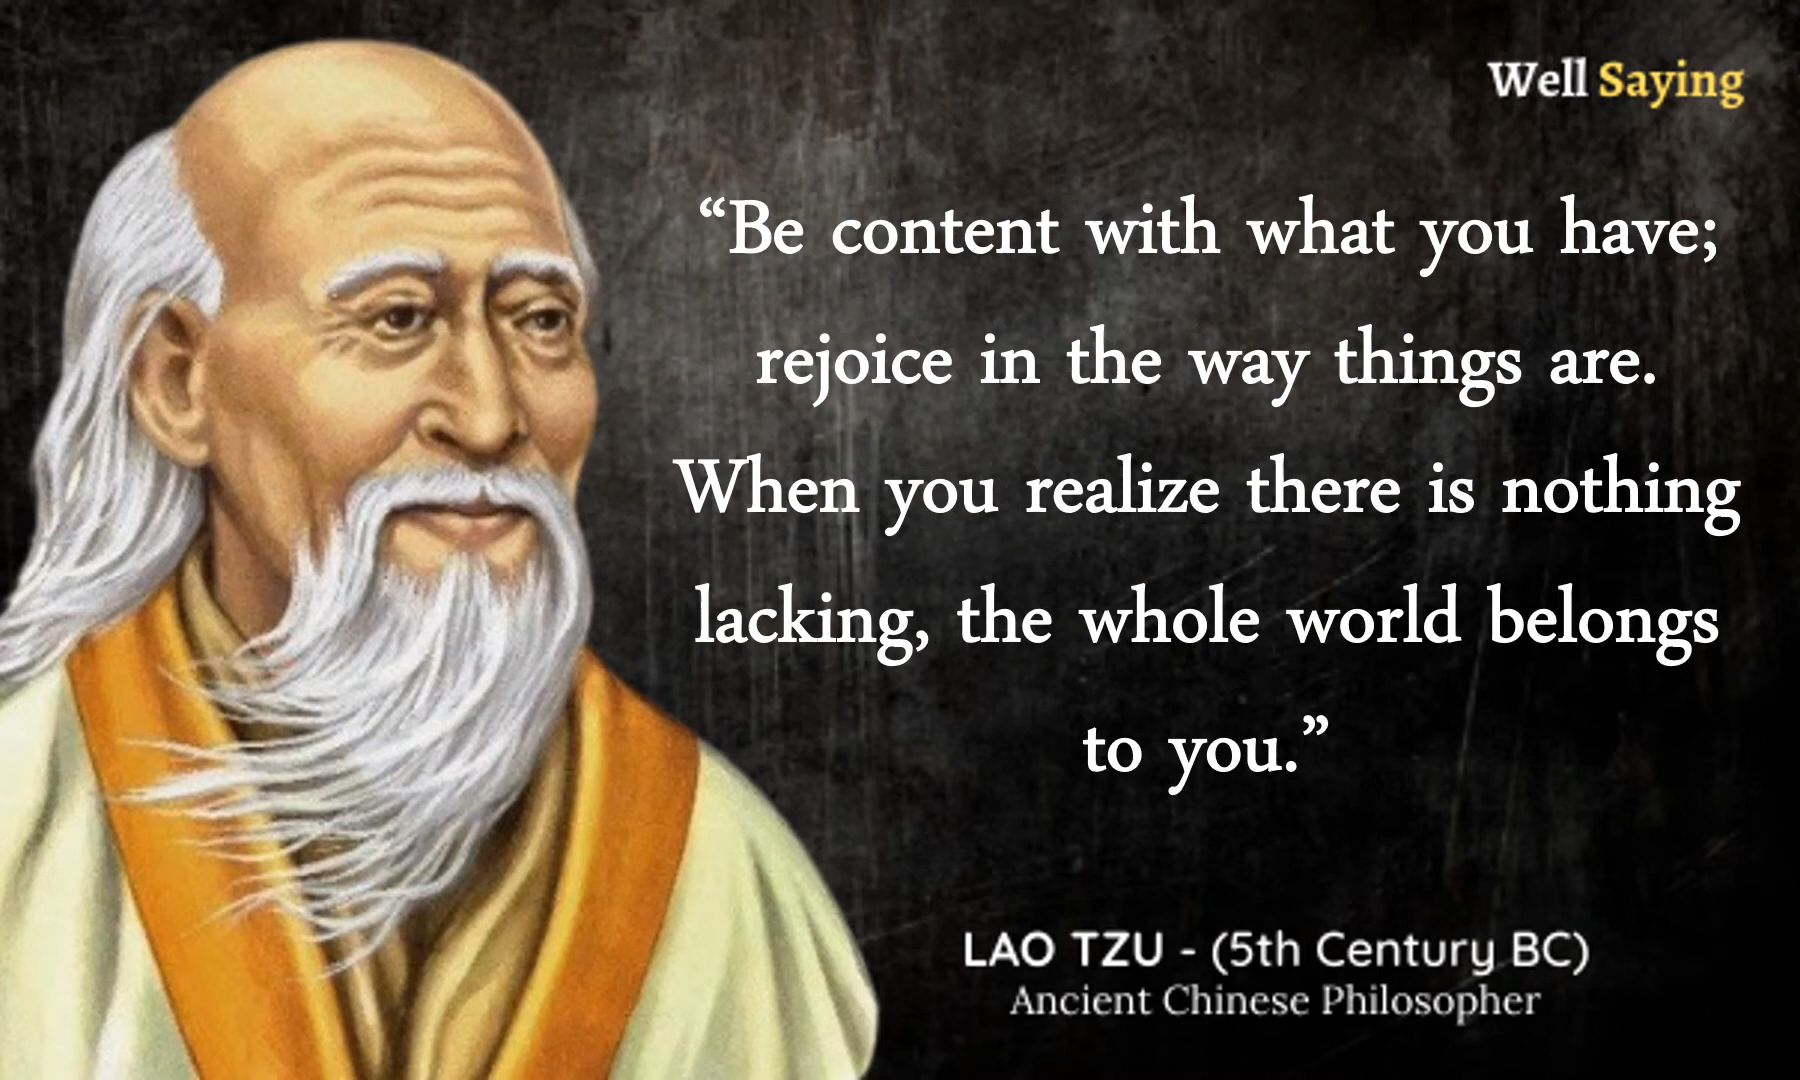 Well Saying
“Be content with what you have;
rejoice in the way things are.
When you realize there is nothing
lacking, the whole world belongs
to you.”
LAO TZU - (5th Century BC)
Ancient Chinese Philosopher